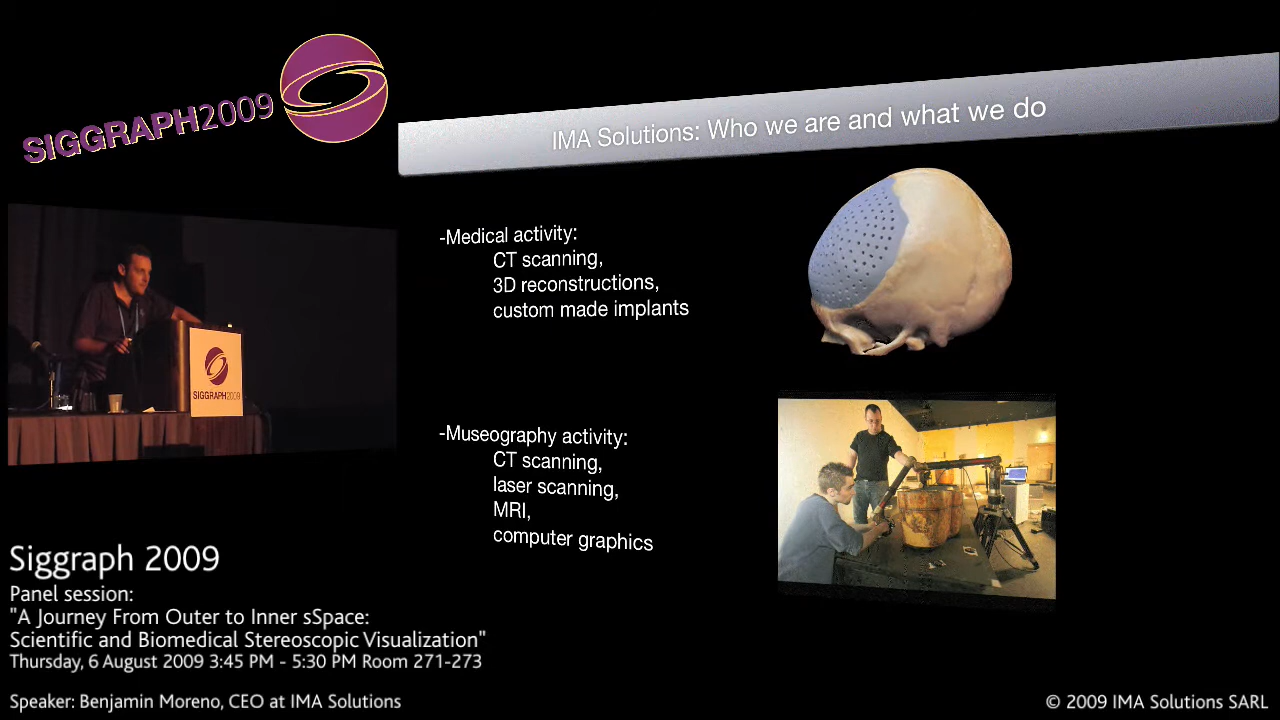 SIGGRAPH2009
IMA Solutions: Who we are and what we do
-Medical activity:
CT scanning,
3D reconstructions,
custom made implants
SIGGRAPH2009
-Museography activity:
CT scanning,
laser scanning,
MRI,
computer graphics
Siggraph 2009
Panel session:
"A Journey From Outer to Inner sSpace:
Scientific and Biomedical Stereoscopic Visualization"
Thursday, 6 August 2009 3:45 PM - 5:30 PM Room 271-273
Speaker: Benjamin Moreno, CEO at IMA Solutions
© 2009 IMA Solutions SARL